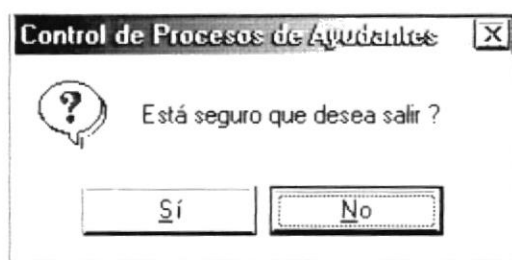 Control de Procesos de Ayudantes
Está seguro que desea salir ?
Sí
No